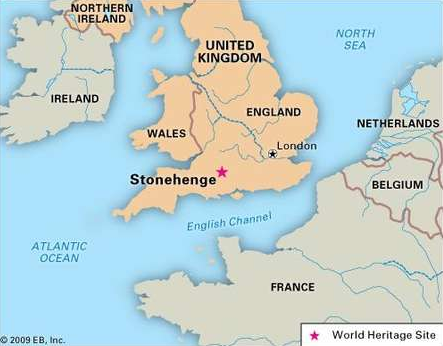 NORTHERN
IRELAND
NORTH
SEA
UNITED
KINGDOM
IRELAND
ENGLAND
NETHERLANDS
WALES
London
Stonehenge
BELGIUM
English Channel
ATLANTIC
OCEAN
FRANCE
© 2009 EB, Inc.
World Heritage Site